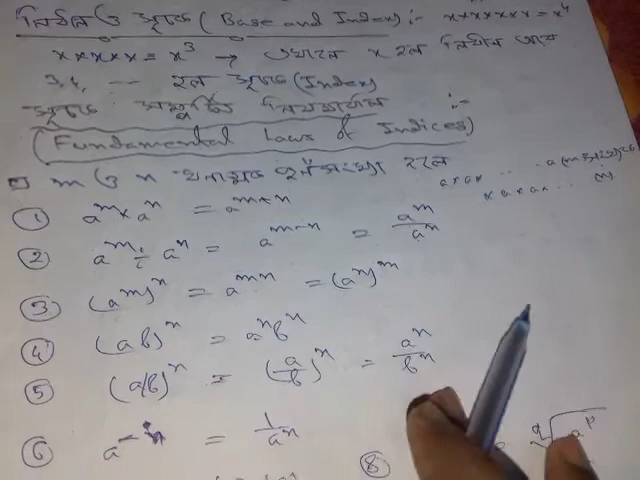 নিধান ও সূচক (Base and Index) :- x×x×x×x = x⁴
x×x×x = x³ → এখানে x হল নিধান আর
3, 4, --- হল সূচক (Index)
সূচক সম্পর্কিত নিয়মাবলি :-
(Fundamental Laws of Indices)
m ও n ধনাত্মক পূর্ণসংখ্যা হলে
① aᵐ × aⁿ = aᵐ⁺ⁿ
② aᵐ ÷ aⁿ = aᵐ⁻ⁿ = aᵐ/aⁿ
③ (aᵐ)ⁿ = aᵐⁿ = (aⁿ)ᵐ
④ (ab)ⁿ = aⁿbⁿ
⑤ (a/b)ⁿ = (a/b)ⁿ = aⁿ/bⁿ
⑥ a⁻ⁿ = 1/aⁿ
⑧